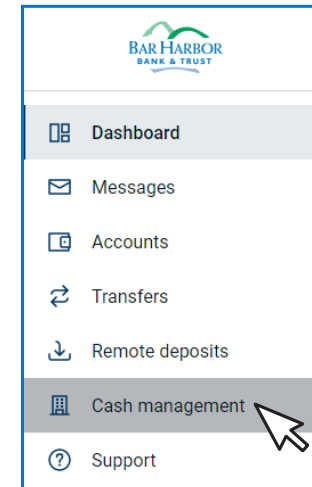 BAR HARBOR
BANK & TRUST
Dashboard
Messages
Accounts
Transfers
Remote deposits
Cash management
Support